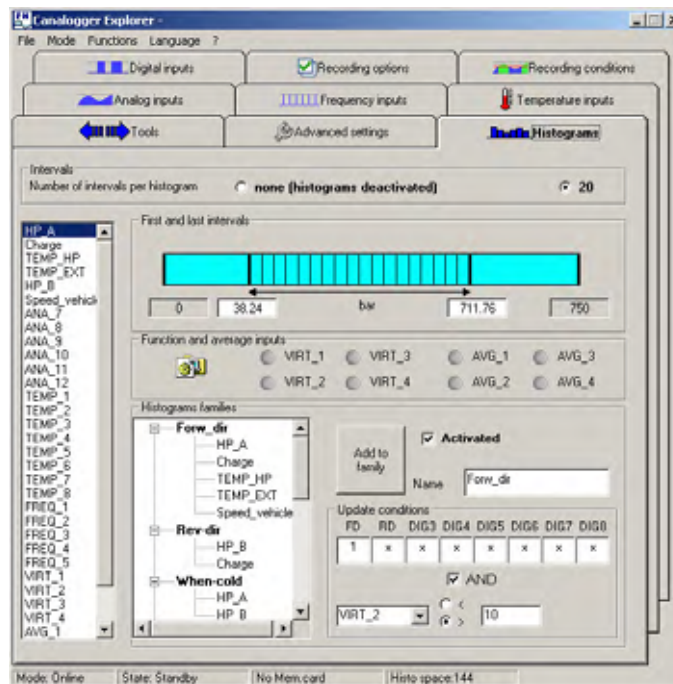 Canalogger Explorer -
File Mode Functions Language ?
Digital inputs Recording options Recording conditions
Analog inputs Frequency inputs Temperature inputs
Tools Advanced settings Histograms
Intervals
Number of intervals per histogram none (histograms deactivated) 20
HP_A
Charge
TEMP_HP
TEMP_EXT
HP_B
Speed_vehicle
ANA_7
ANA_8
ANA_9
ANA_10
ANA_11
ANA_12
TEMP_1
TEMP_2
TEMP_3
TEMP_4
TEMP_5
TEMP_6
TEMP_7
TEMP_8
FREQ_1
FREQ_2
FREQ_3
FREQ_4
FREQ_5
VIRT_1
VIRT_2
VIRT_3
VIRT_4
AVG_1
First and last intervals
0 38.24 bar 711.76 750
Function and average inputs
VIRT_1 VIRT_3 AVG_1 AVG_3
VIRT_2 VIRT_4 AVG_2 AVG_4
Histograms families
Forw_dir
HP_A
Charge
TEMP_HP
TEMP_EXT
Speed_vehicle
Rev-dir
HP_B
Charge
When-cold
HP_A
HP B
Add to family
Activated
Name Forw_dir
Update conditions
FD RD DIG3 DIG4 DIG5 DIG6 DIG7 DIG8
1 x x x x x x x
AND
VIRT_2 < > 10
Mode: Online State: Standby No Mem.card Histo space:144